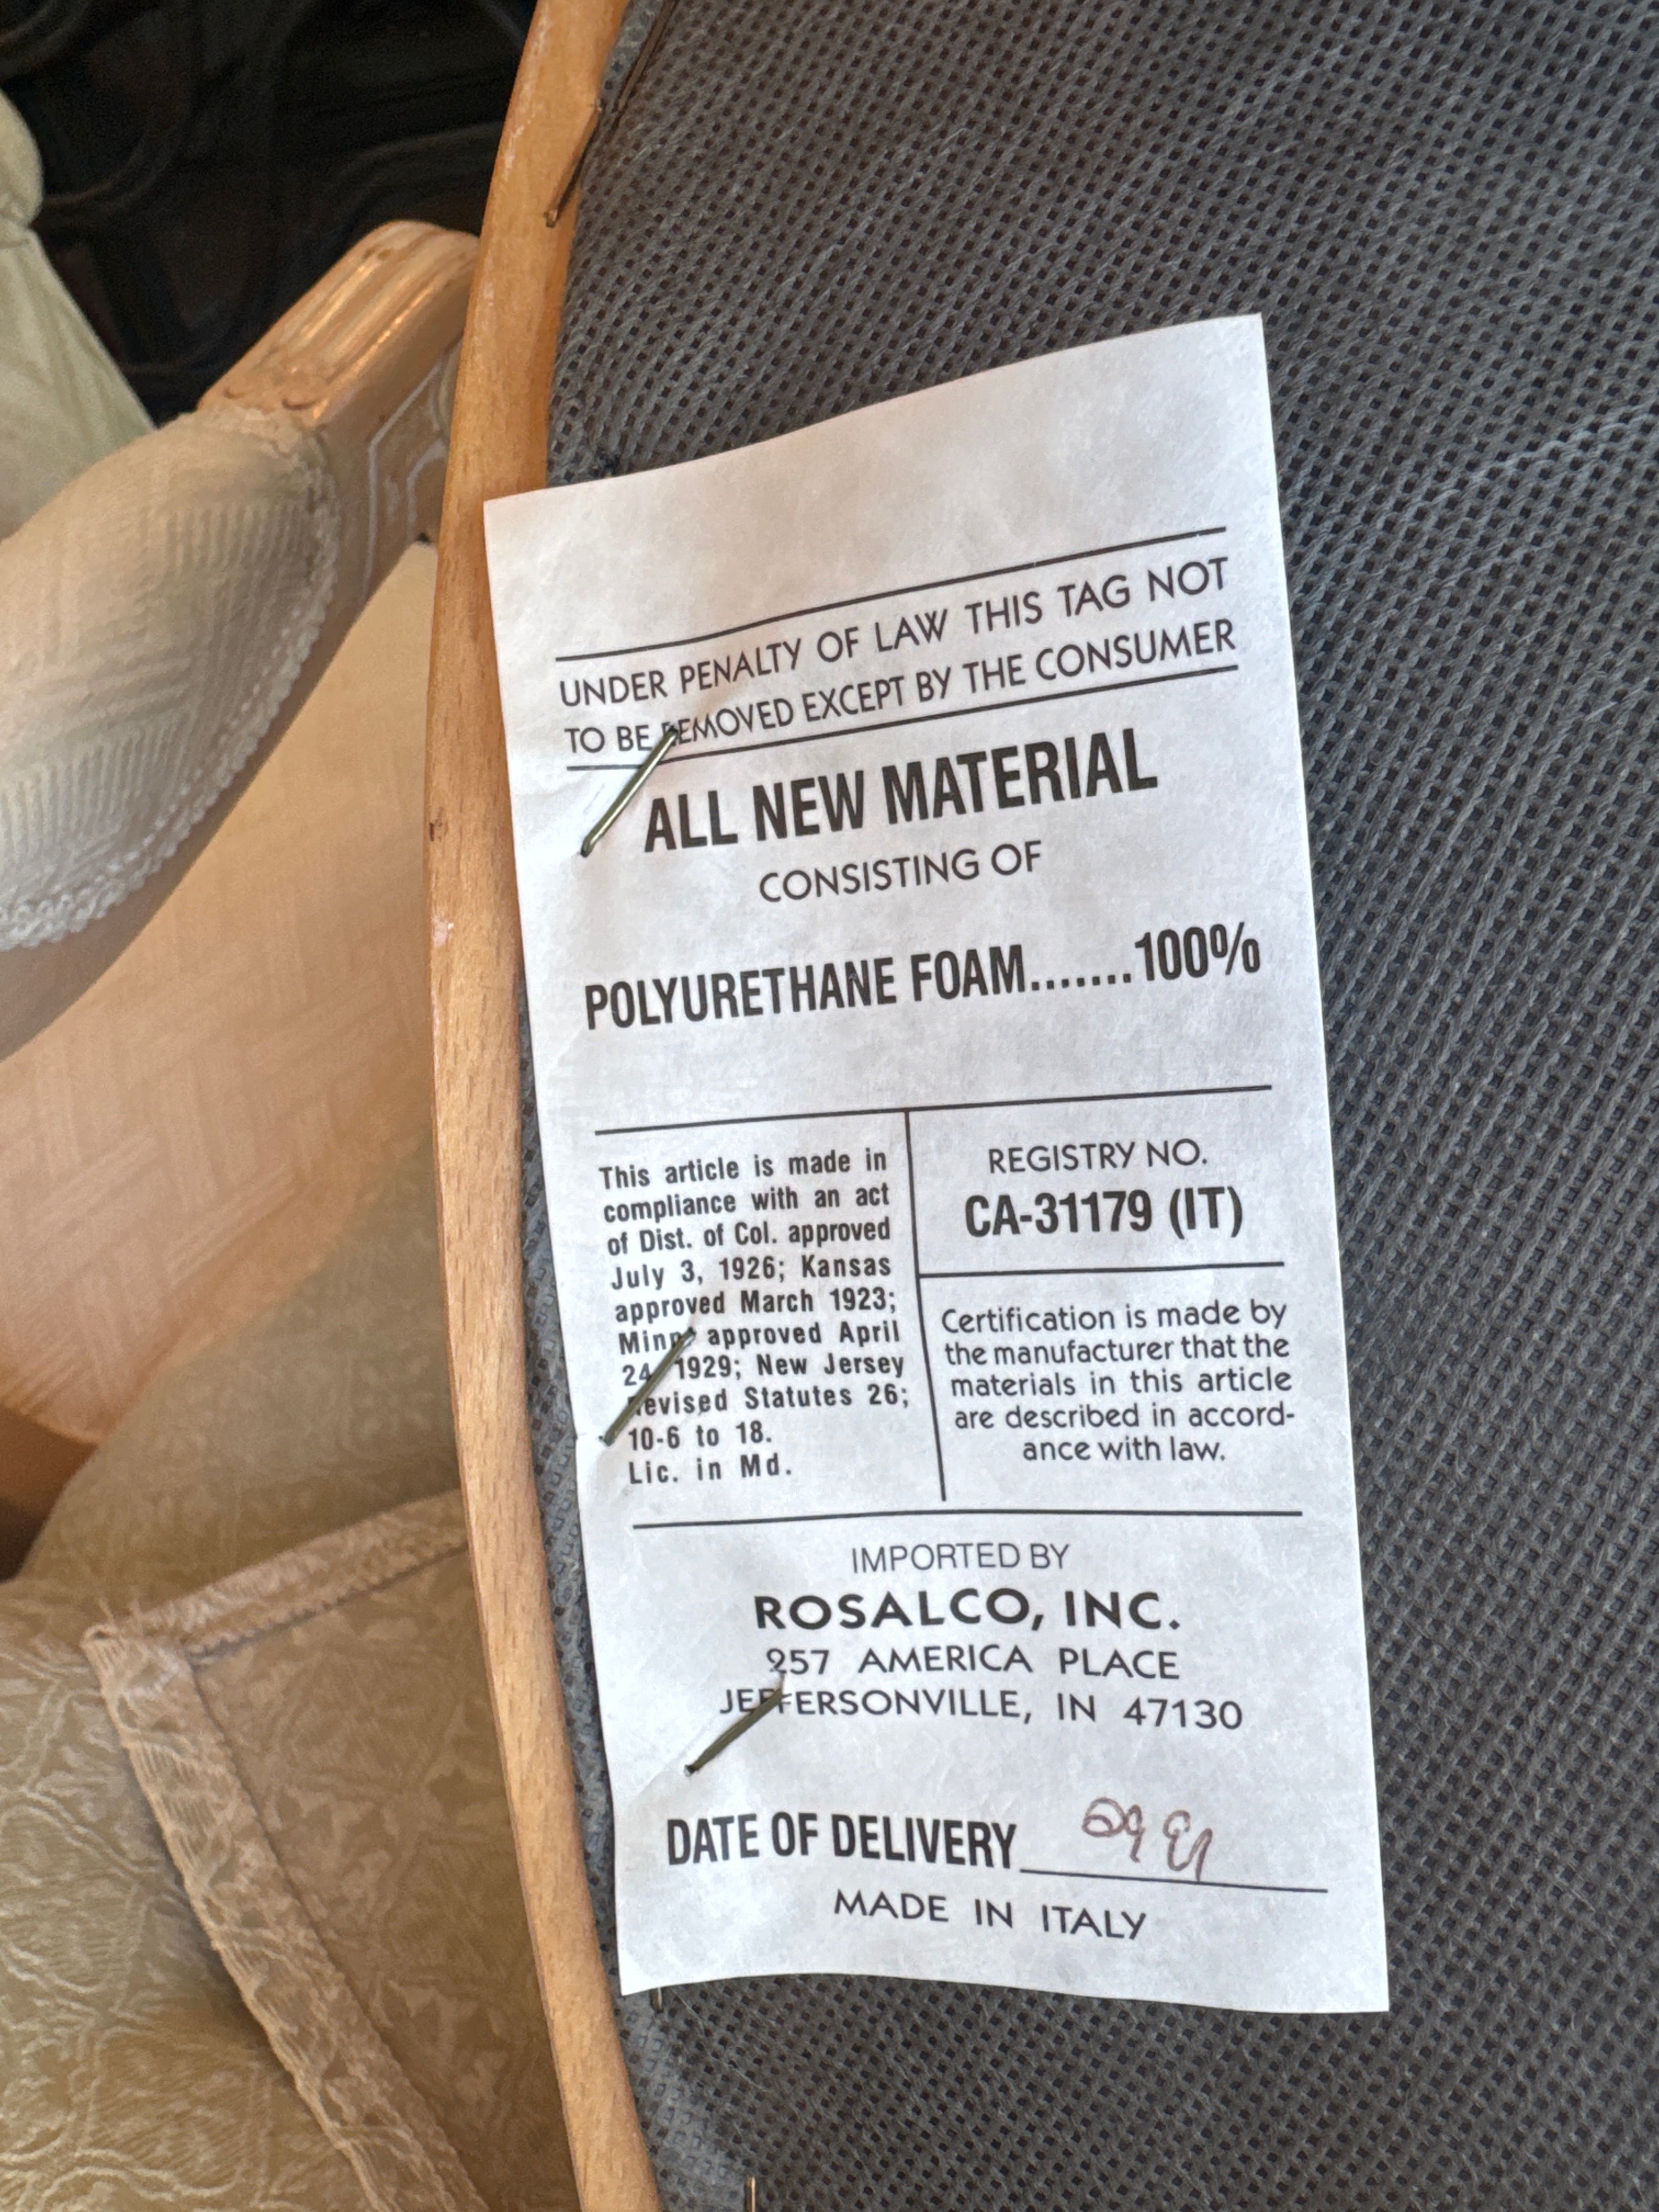 UNDER PENALTY OF LAW THIS TAG NOT
TO BE REMOVED EXCEPT BY THE CONSUMER
ALL NEW MATERIAL
CONSISTING OF
POLYURETHANE FOAM.......100%
This article is made in
compliance with an act
of Dist. of Col. approved
July 3, 1926; Kansas
approved March 1923;
Minn. approved April
24, 1929; New Jersey
Revised Statutes 26;
10-6 to 18.
Lic. in Md.
REGISTRY NO.
CA-31179 (IT)
Certification is made by
the manufacturer that the
materials in this article
are described in accord-
ance with law.
IMPORTED BY
ROSALCO, INC.
257 AMERICA PLACE
JEFFERSONVILLE, IN 47130
DATE OF DELIVERY
MADE IN ITALY